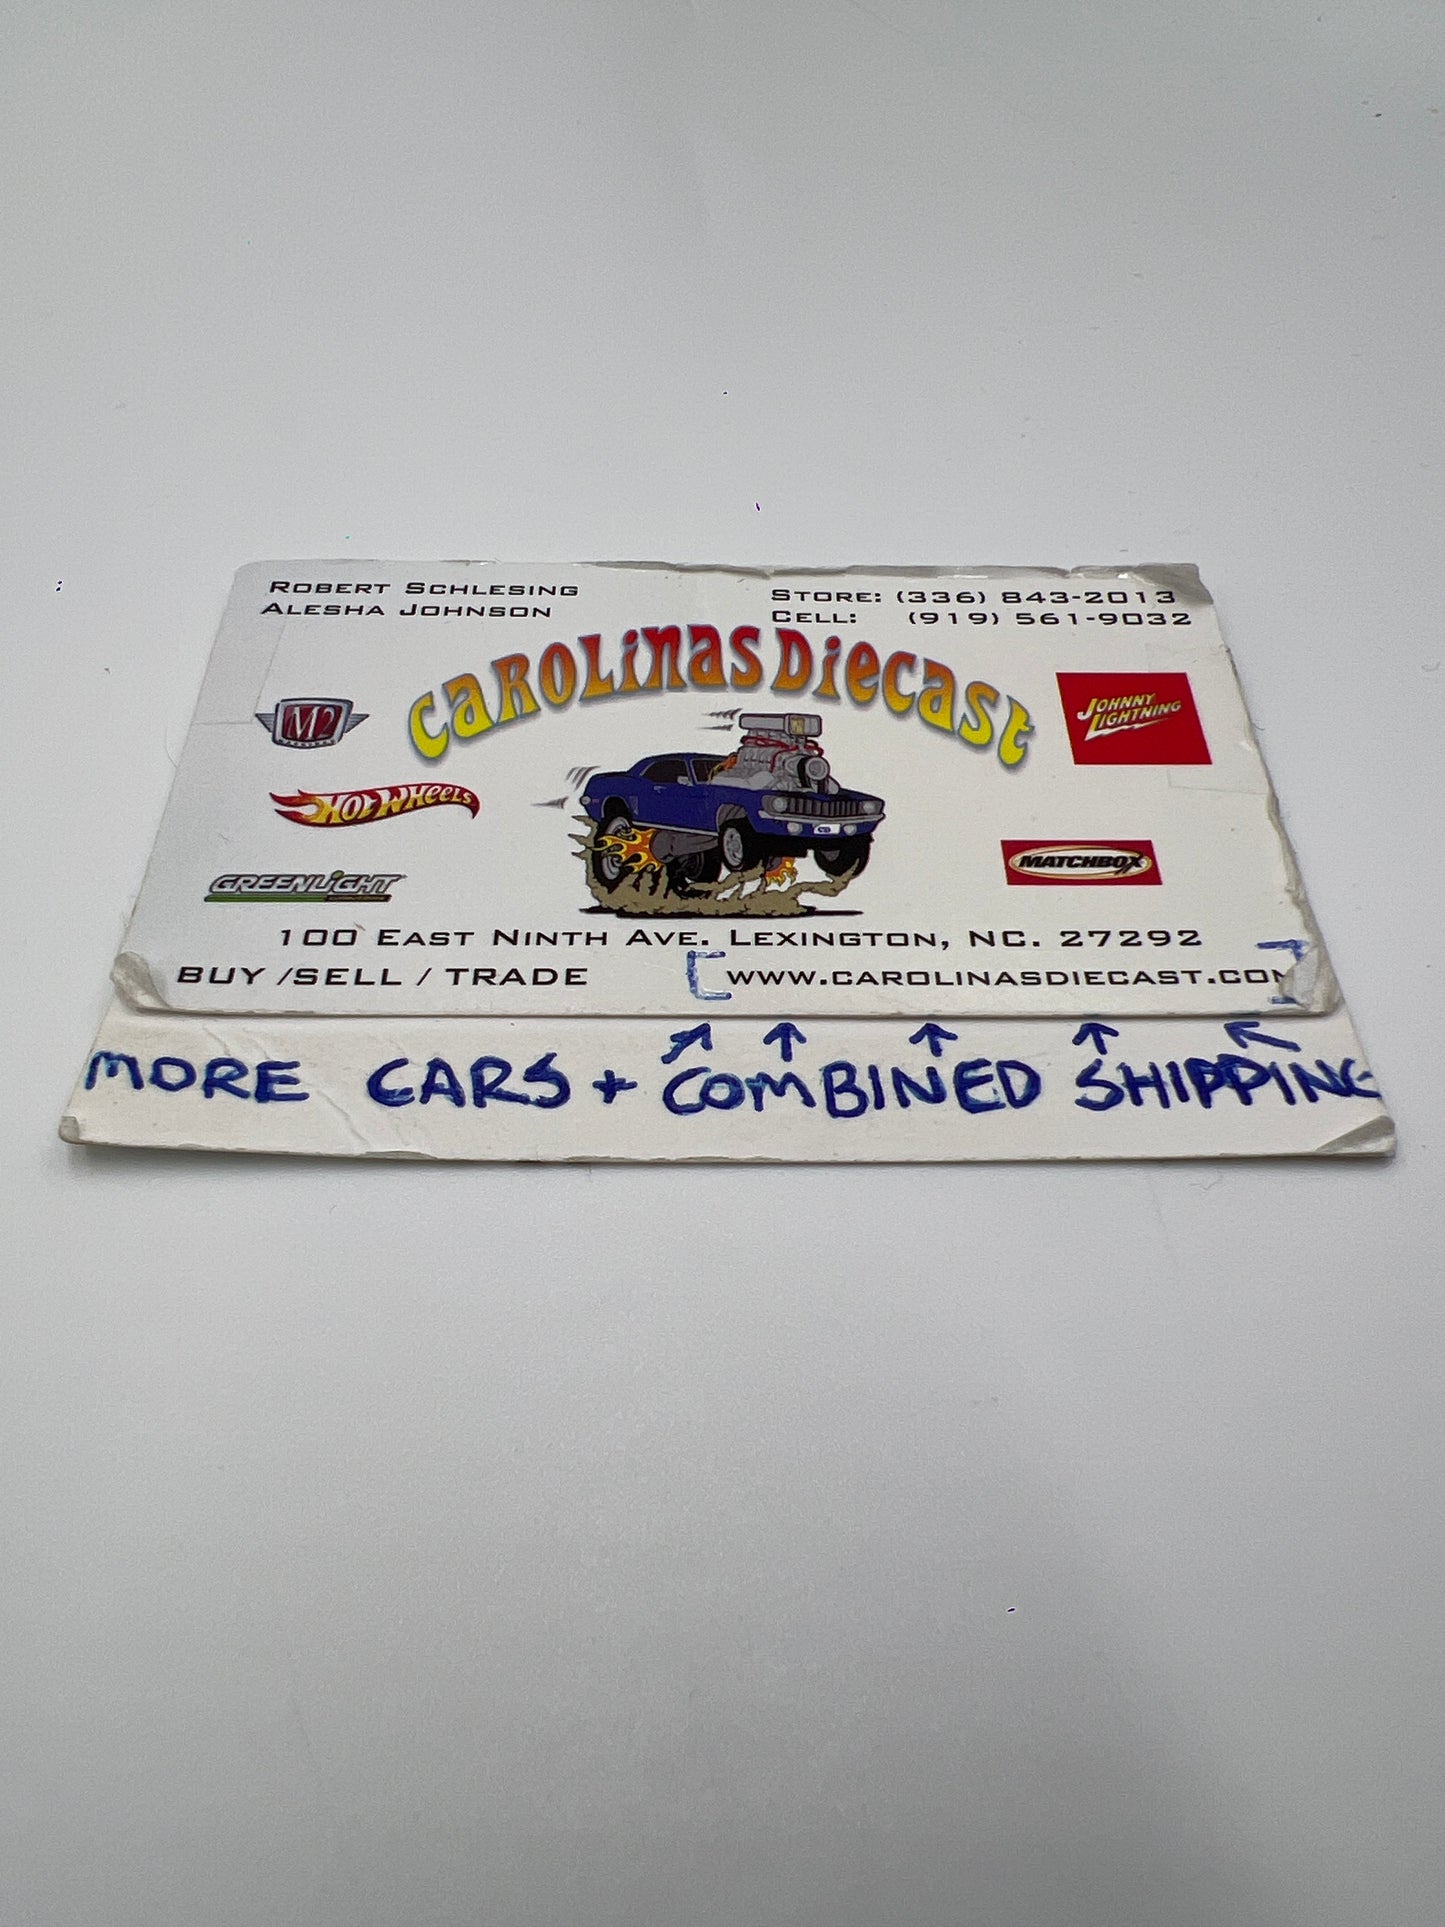 ROBERT SCHLESING
ALESHA JOHNSON
STORE: (336) 843-2013
CELL: (919) 561-9032
CAROLINAS DIECAST
M2
JOHNNY LIGHTNING
HOT WHEELS
MATCHBOX
GREENLIGHT
100 EAST NINTH AVE. LEXINGTON, NC. 27292
BUY /SELL / TRADE
[WWW.CAROLINASDIECAST.COM]
MORE CARS + COMBINED SHIPPING